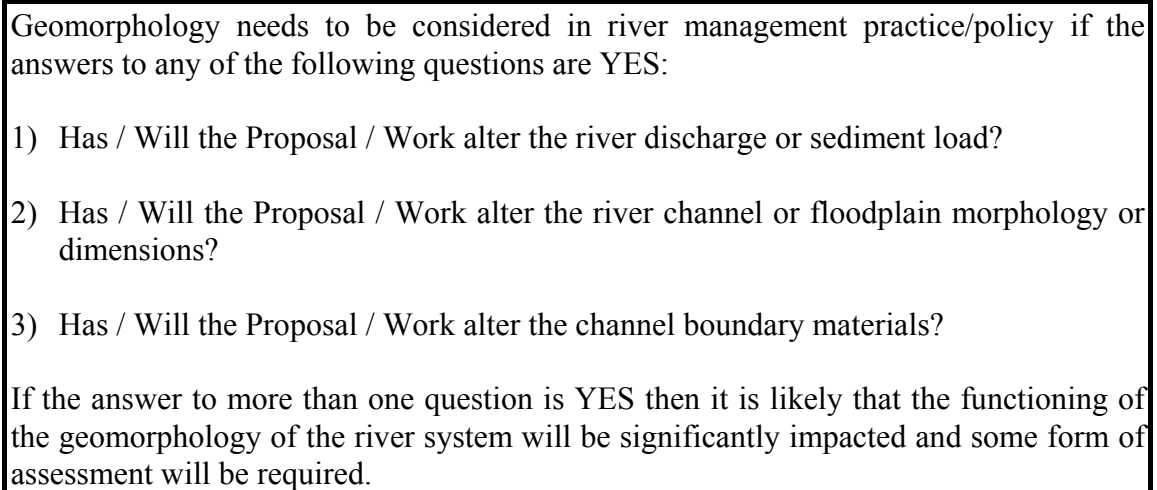 Geomorphology needs to be considered in river management practice/policy if the
answers to any of the following questions are YES:
1) Has / Will the Proposal / Work alter the river discharge or sediment load?
2) Has / Will the Proposal / Work alter the river channel or floodplain morphology or
dimensions?
3) Has / Will the Proposal / Work alter the channel boundary materials?
If the answer to more than one question is YES then it is likely that the functioning of
the geomorphology of the river system will be significantly impacted and some form of
assessment will be required.